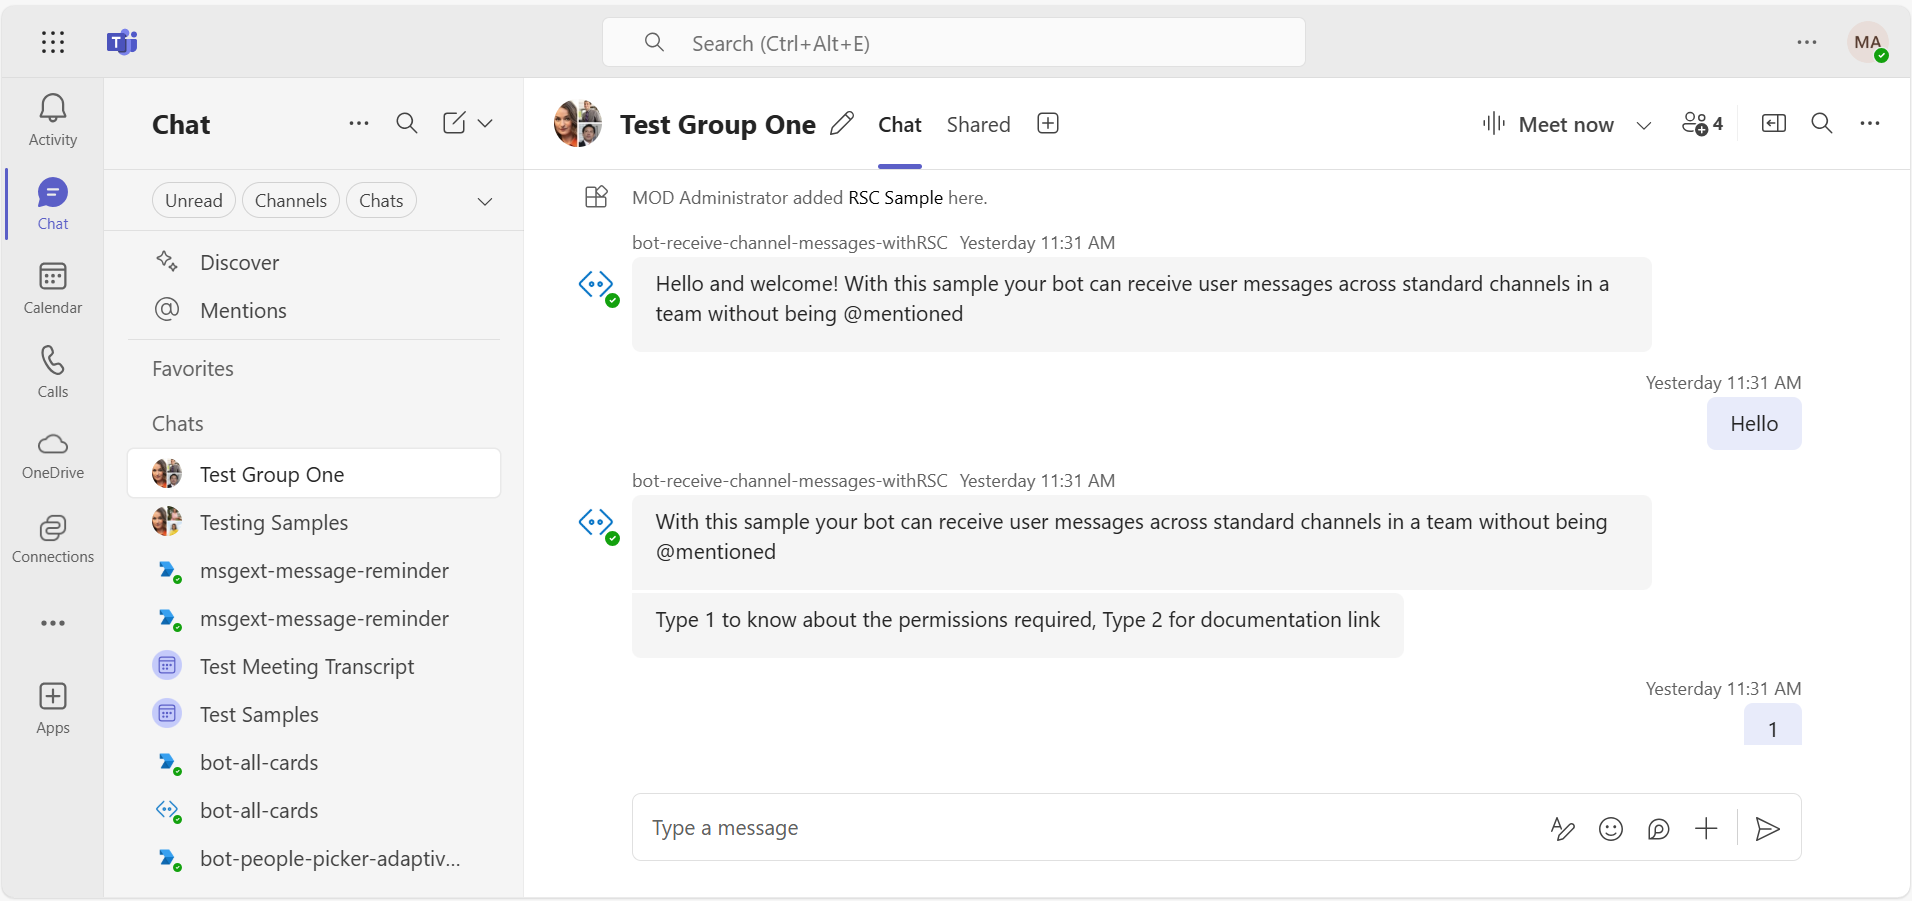 Search (Ctrl+Alt+E)
MA
Activity
Chat
Calendar
Calls
OneDrive
Connections
Apps
Chat
Unread
Channels
Chats
Discover
Mentions
Favorites
Chats
Test Group One
Testing Samples
msgext-message-reminder
msgext-message-reminder
Test Meeting Transcript
Test Samples
bot-all-cards
bot-all-cards
bot-people-picker-adaptiv...
Test Group One
Chat
Shared
Meet now
4
MOD Administrator added RSC Sample here.
bot-receive-channel-messages-withRSC Yesterday 11:31 AM
Hello and welcome! With this sample your bot can receive user messages across standard channels in a
team without being @mentioned
Yesterday 11:31 AM
Hello
bot-receive-channel-messages-withRSC Yesterday 11:31 AM
With this sample your bot can receive user messages across standard channels in a team without being
@mentioned
Type 1 to know about the permissions required, Type 2 for documentation link
Yesterday 11:31 AM
1
Type a message